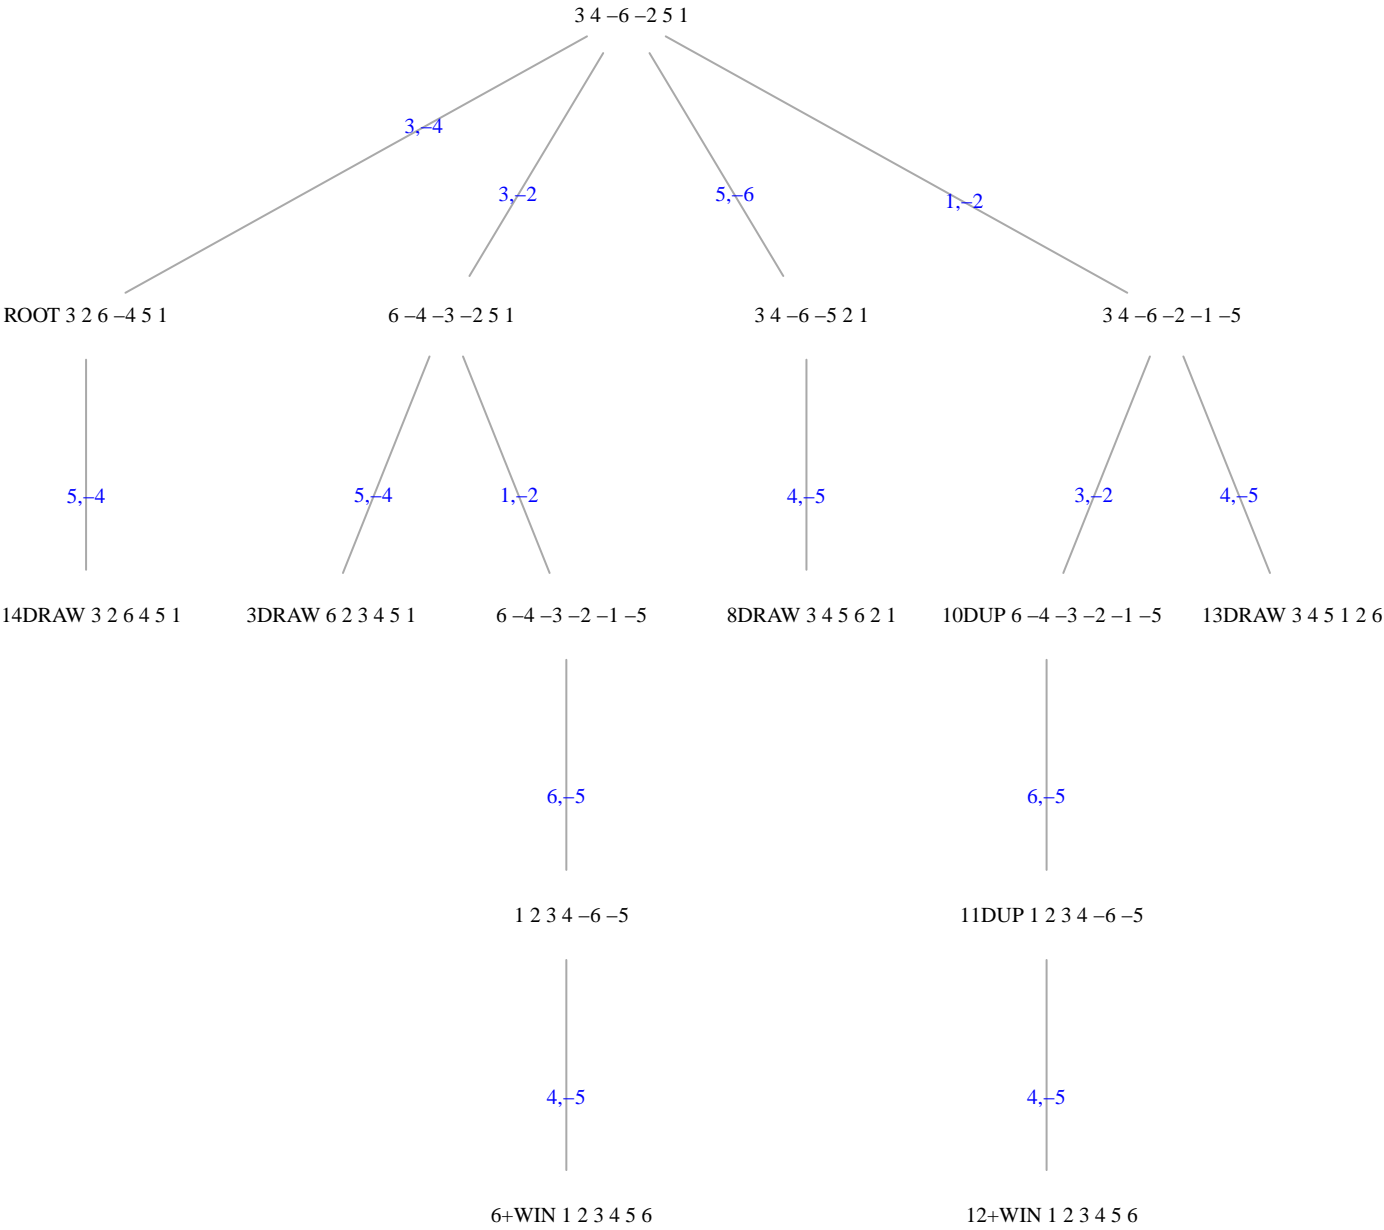 3 4 –6 –2 5 1
3,–4
3,–2
5,–6
1,–2
ROOT 3 2 6 –4 5 1
6 –4 –3 –2 5 1
3 4 –6 –5 2 1
3 4 –6 –2 –1 –5
5,–4
5,–4
1,–2
4,–5
3,–2
4,–5
14DRAW 3 2 6 4 5 1
3DRAW 6 2 3 4 5 1
6 –4 –3 –2 –1 –5
8DRAW 3 4 5 6 2 1
10DUP 6 –4 –3 –2 –1 –5
13DRAW 3 4 5 1 2 6
6,–5
6,–5
1 2 3 4 –6 –5
11DUP 1 2 3 4 –6 –5
4,–5
4,–5
6+WIN 1 2 3 4 5 6
12+WIN 1 2 3 4 5 6